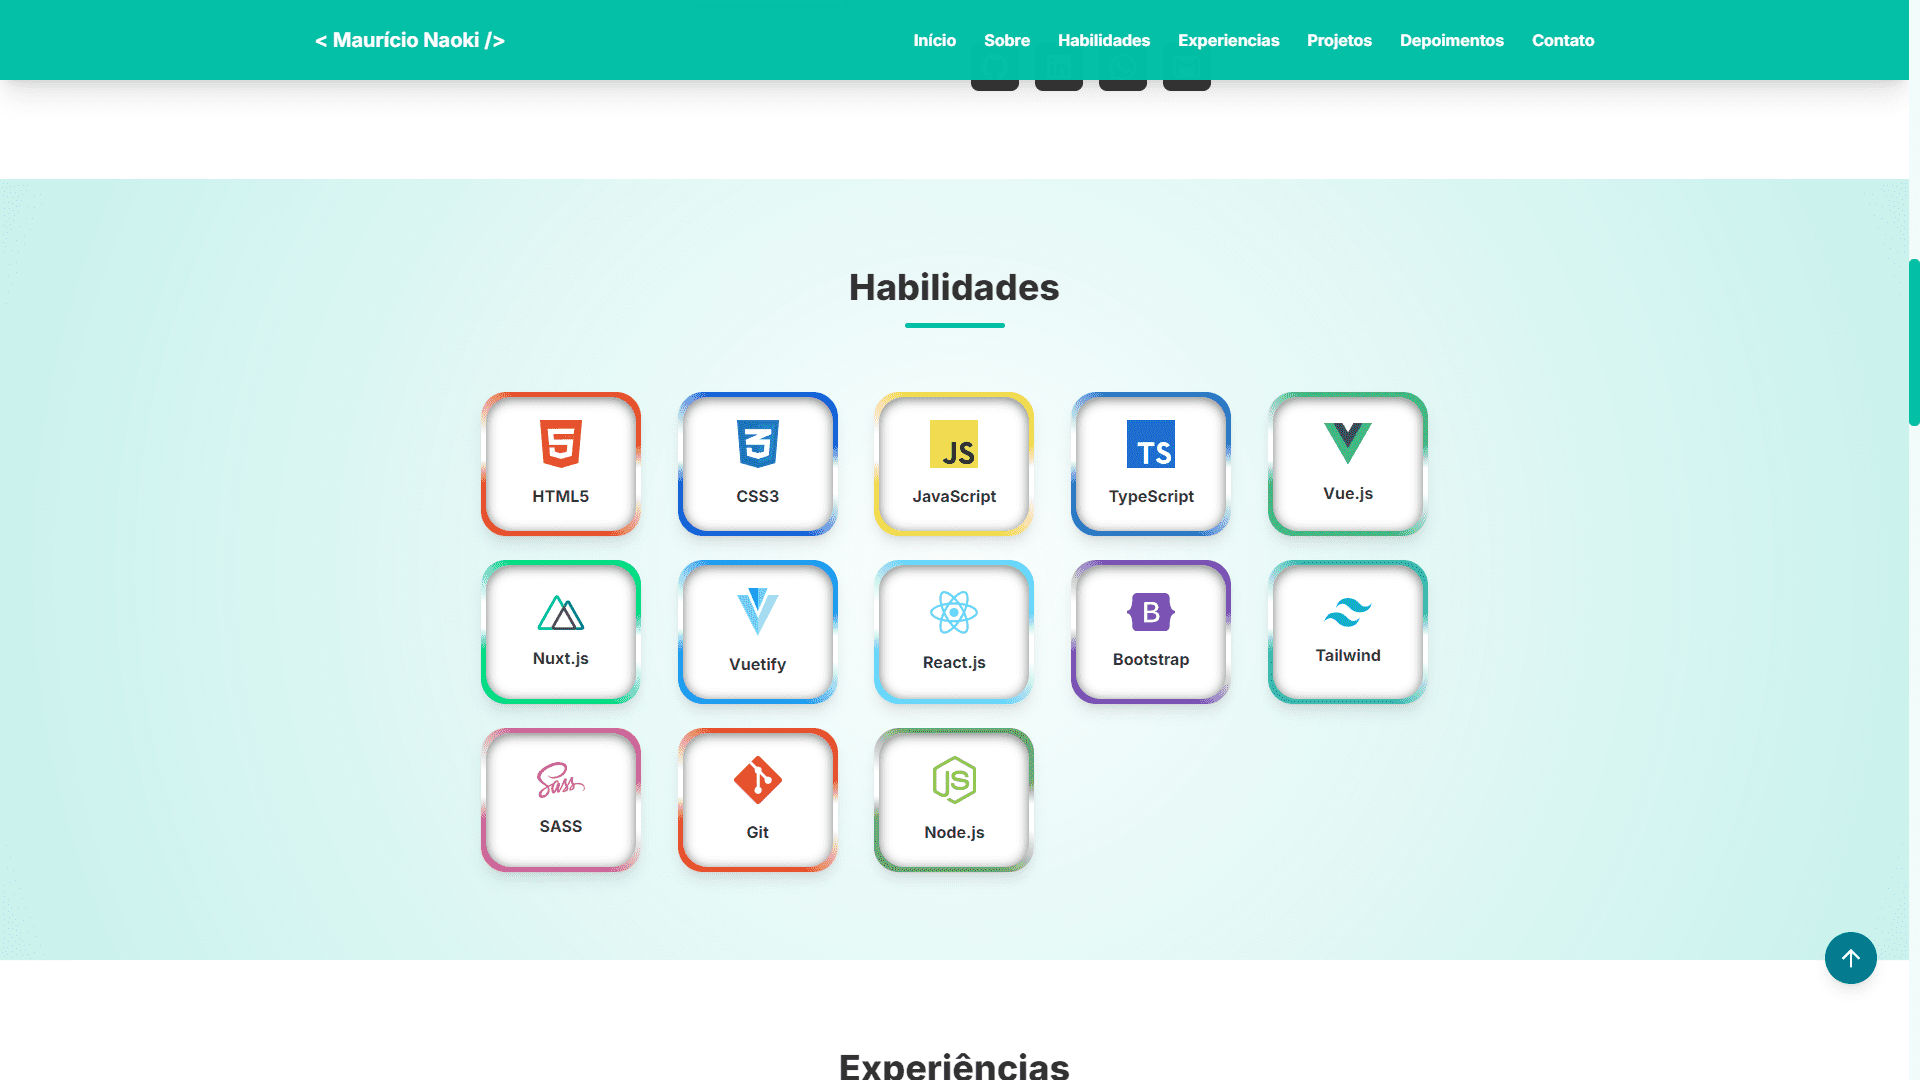 < Maurício Naoki />
Início Sobre Habilidades Experiencias Projetos Depoimentos Contato
Habilidades
5 3 JS TS
HTML5 CSS3 JavaScript TypeScript Vue.js
B
Nuxt.js Vuetify React.js Bootstrap Tailwind
Sass JS
SASS Git Node.js
Experiências